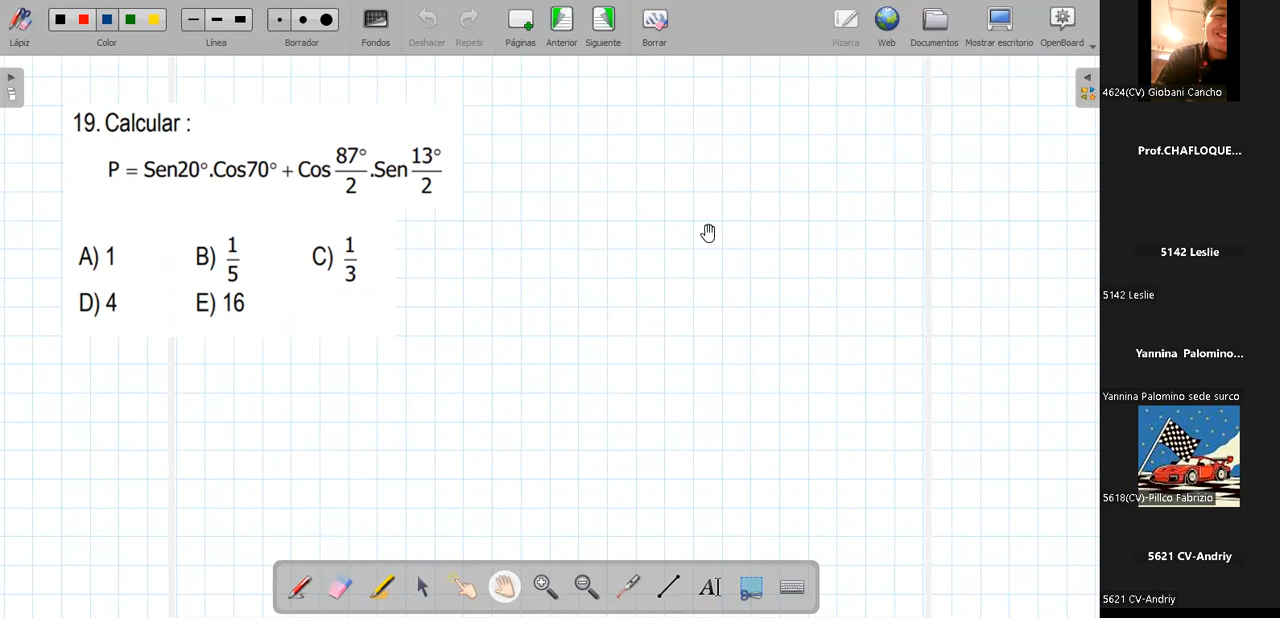 Lápiz
Color
Línea
Borrador
Fondos
Deshacer
Repetir
Páginas
Anterior
Siguiente
Borrar
Pizarra
Web
Documentos
Mostrar escritorio
OpenBoard
19. Calcular :
P = Sen20°.Cos70° + Cos 87°/2 .Sen 13°/2
A) 1 B) 1/5 C) 1/3
D) 4 E) 16
AI
4624(CV) Giobani Cancho
Prof.CHAFLOQUE...
5142 Leslie
5142 Leslie
Yannina Palomino...
Yannina Palomino sede surco
5618(CV)-Pillco Fabrizio
5621 CV-Andriy
5621 CV-Andriy